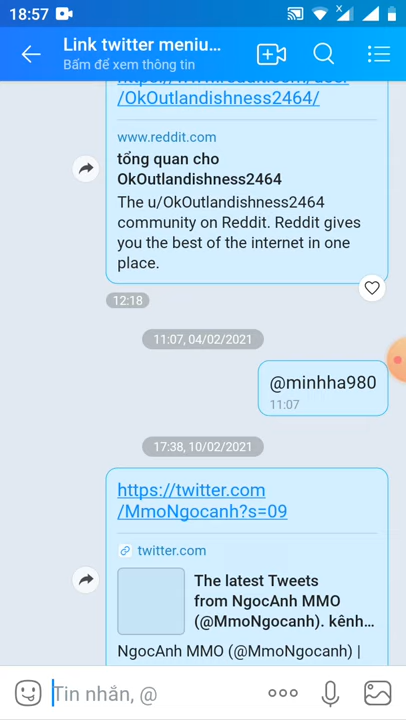 18:57
Link twitter meniu...
Bấm để xem thông tin
/OkOutlandishness2464/
www.reddit.com
tổng quan cho
OkOutlandishness2464
The u/OkOutlandishness2464
community on Reddit. Reddit gives
you the best of the internet in one
place.
12:18
11:07, 04/02/2021
@minhha980
11:07
17:38, 10/02/2021
https://twitter.com
/MmoNgocanh?s=09
twitter.com
The latest Tweets
from NgocAnh MMO
(@MmoNgocanh). kênh...
NgocAnh MMO (@MmoNgocanh) |
Tin nhắn, @